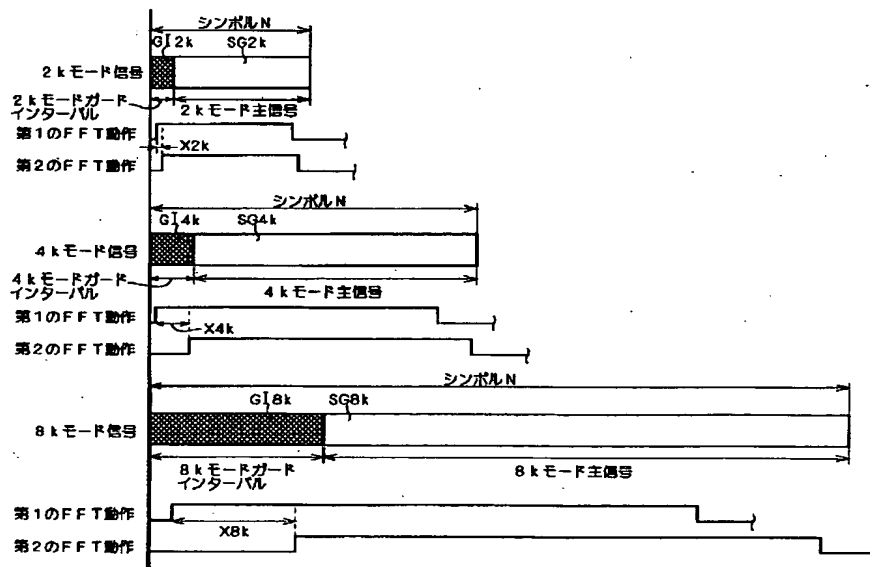 シンボルN
GI2k
SG2k
2kモード信号
2kモードガード
インターバル
2kモード主信号
第1のFFT動作
X2k
第2のFFT動作
シンボルN
GI4k
SG4k
4kモード信号
4kモードガード
インターバル
4kモード主信号
第1のFFT動作
X4k
第2のFFT動作
シンボルN
GI8k
SG8k
8kモード信号
8kモードガード
インターバル
8kモード主信号
第1のFFT動作
X8k
第2のFFT動作